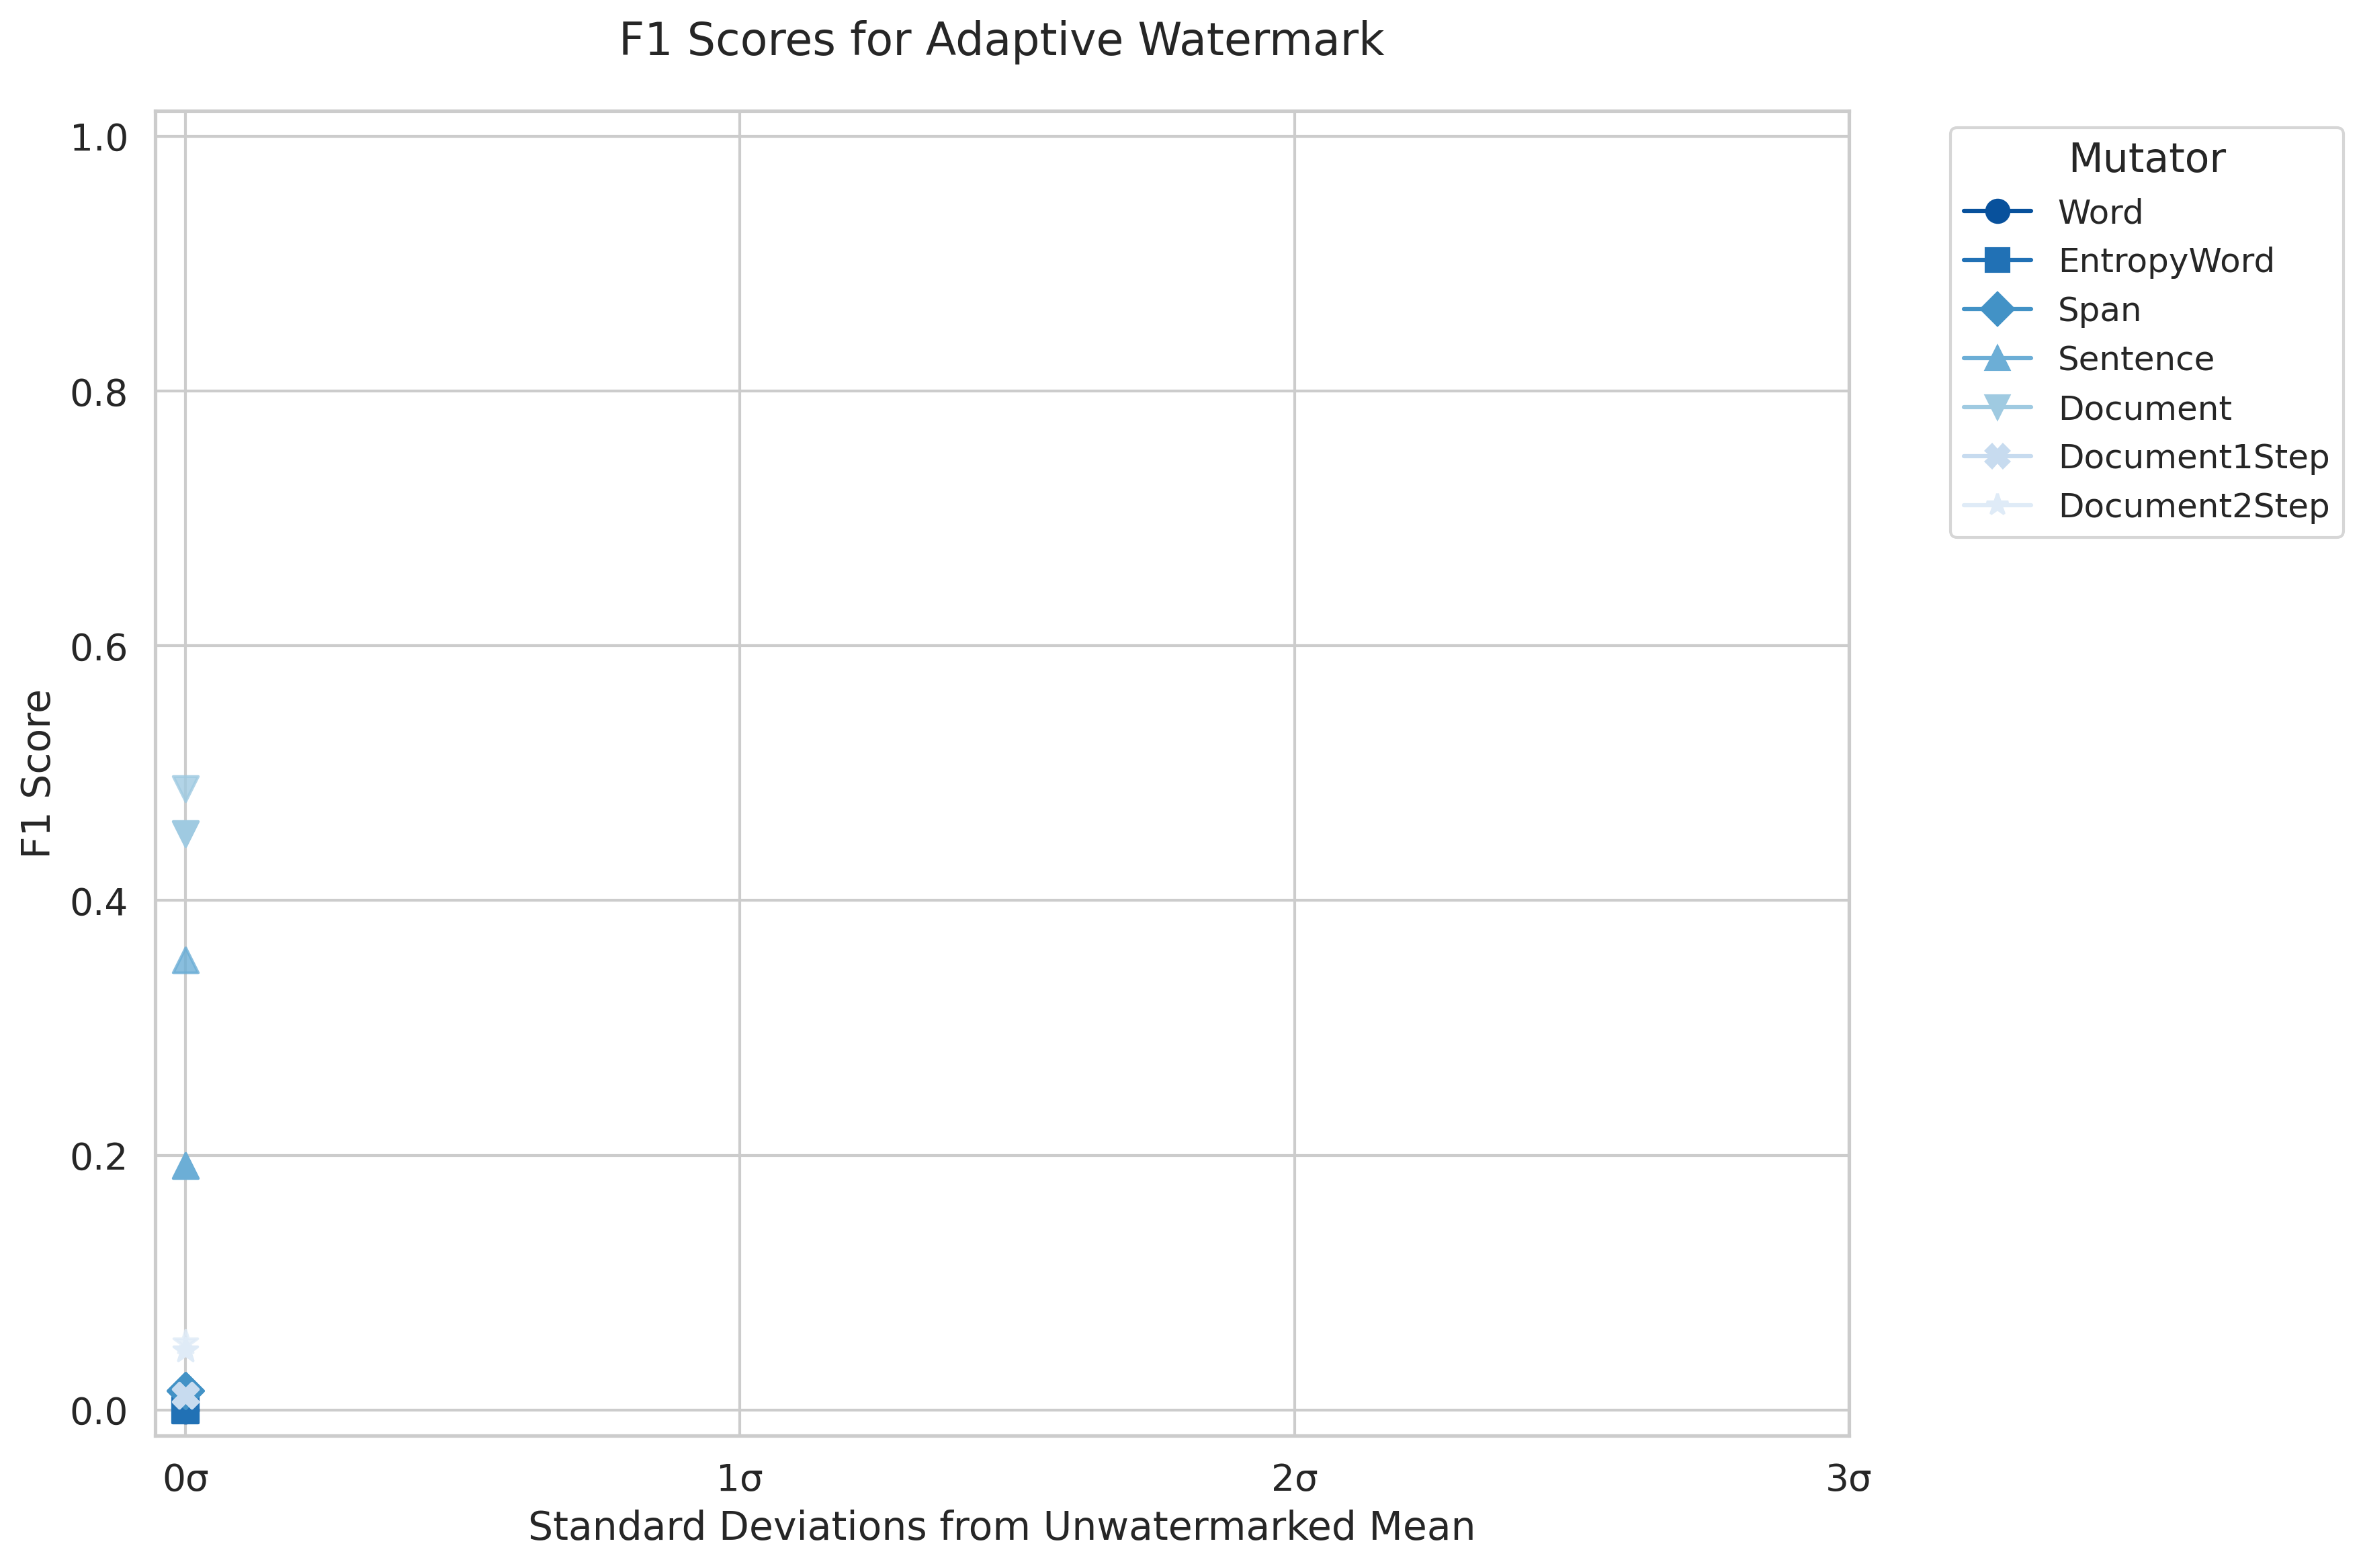 F1 Scores for Adaptive Watermark
1.0
0.8
0.6
0.4
0.2
0.0
F1 Score
0σ
1σ
2σ
3σ
Standard Deviations from Unwatermarked Mean
Mutator
Word
EntropyWord
Span
Sentence
Document
Document1Step
Document2Step